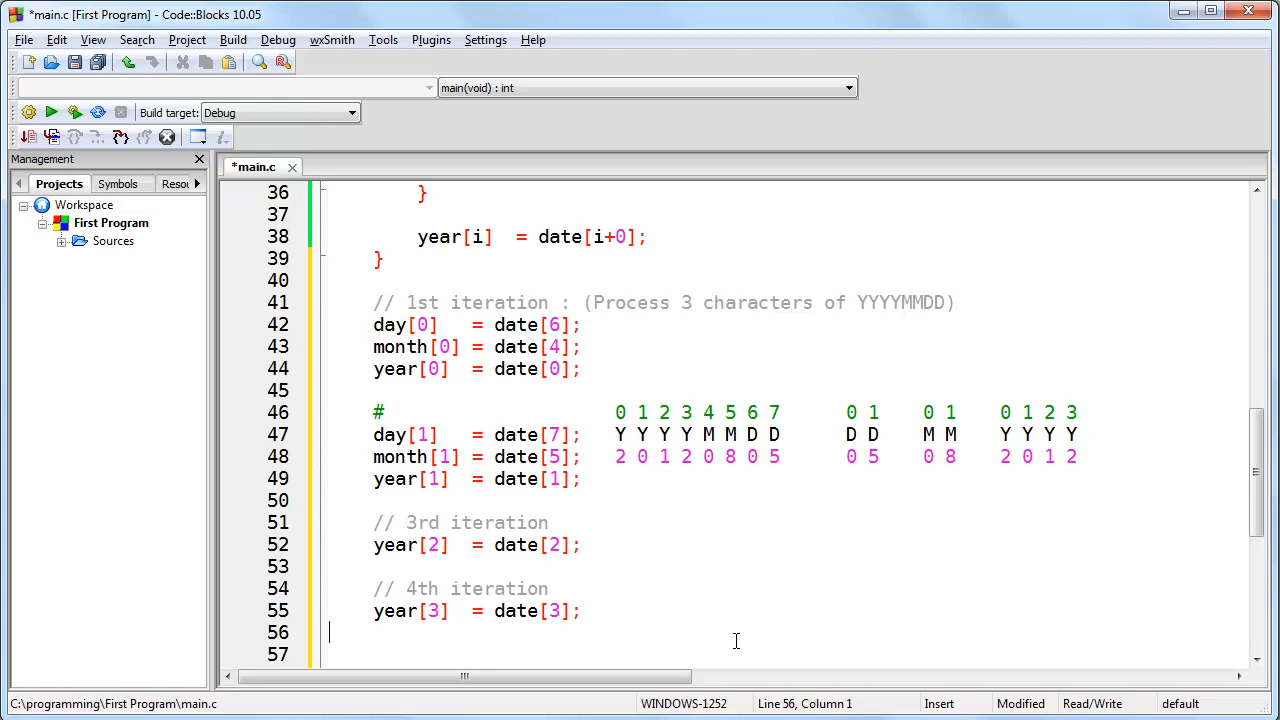 *main.c [First Program] - Code::Blocks 10.05
File Edit View Search Project Build Debug wxSmith Tools Plugins Settings Help
main(void) : int
Build target: Debug
Management
*main.c
Projects Symbols Resou
Workspace
First Program
Sources
36 }
37
38 year[i] = date[i+0];
39 }
40
41 // 1st iteration : (Process 3 characters of YYYYMMDD)
42 day[0] = date[6];
43 month[0] = date[4];
44 year[0] = date[0];
45
46 # 0 1 2 3 4 5 6 7 0 1 0 1 0 1 2 3
47 day[1] = date[7]; Y Y Y Y M M D D D D M M Y Y Y Y
48 month[1] = date[5]; 2 0 1 2 0 8 0 5 0 5 0 8 2 0 1 2
49 year[1] = date[1];
50
51 // 3rd iteration
52 year[2] = date[2];
53
54 // 4th iteration
55 year[3] = date[3];
56
57
C:\programming\First Program\main.c WINDOWS-1252 Line 56, Column 1 Insert Modified Read/Write default